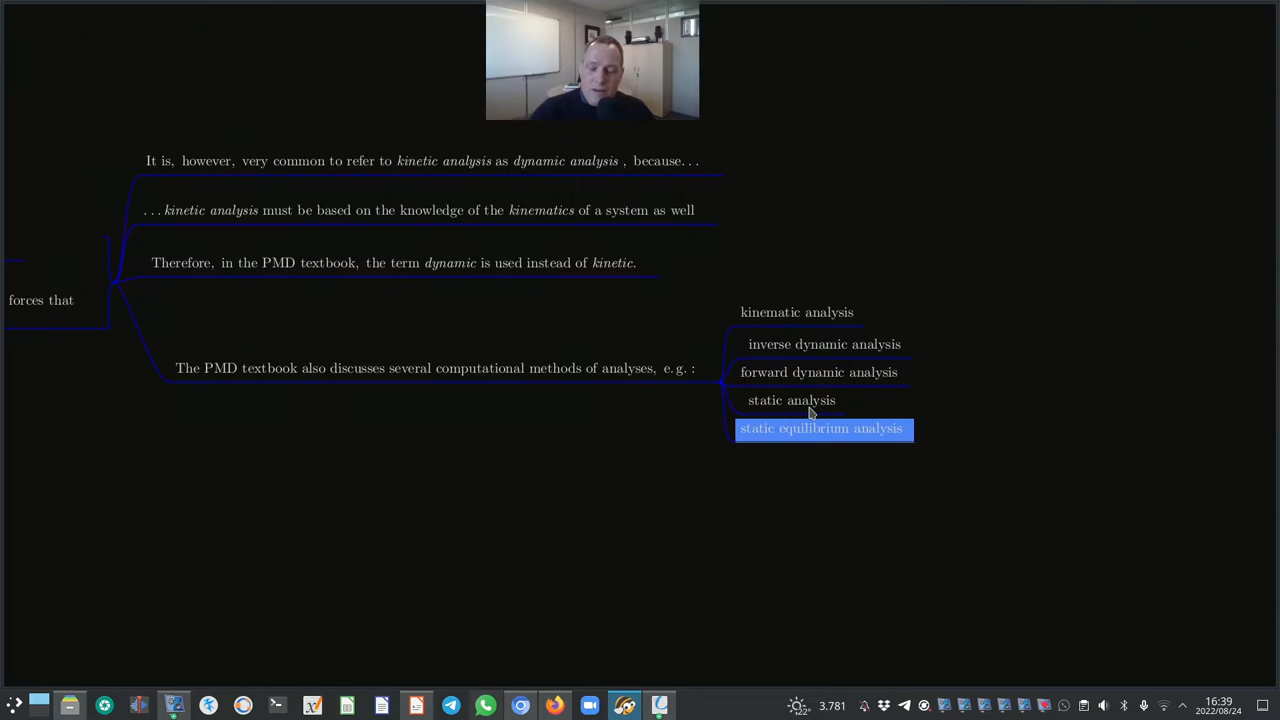 It is, however, very common to refer to kinetic analysis as dynamic analysis , because...
...kinetic analysis must be based on the knowledge of the kinematics of a system as well
Therefore, in the PMD textbook, the term dynamic is used instead of kinetic.
forces that
The PMD textbook also discusses several computational methods of analyses, e.g.:
kinematic analysis
inverse dynamic analysis
forward dynamic analysis
static analysis
static equilibrium analysis
22°
3.781
16:39
2022/08/24